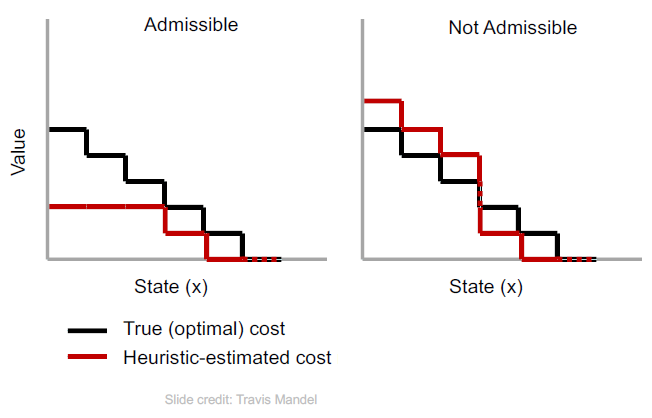 Admissible
Not Admissible
Value
State (x)
State (x)
True (optimal) cost
Heuristic-estimated cost
Slide credit: Travis Mandel